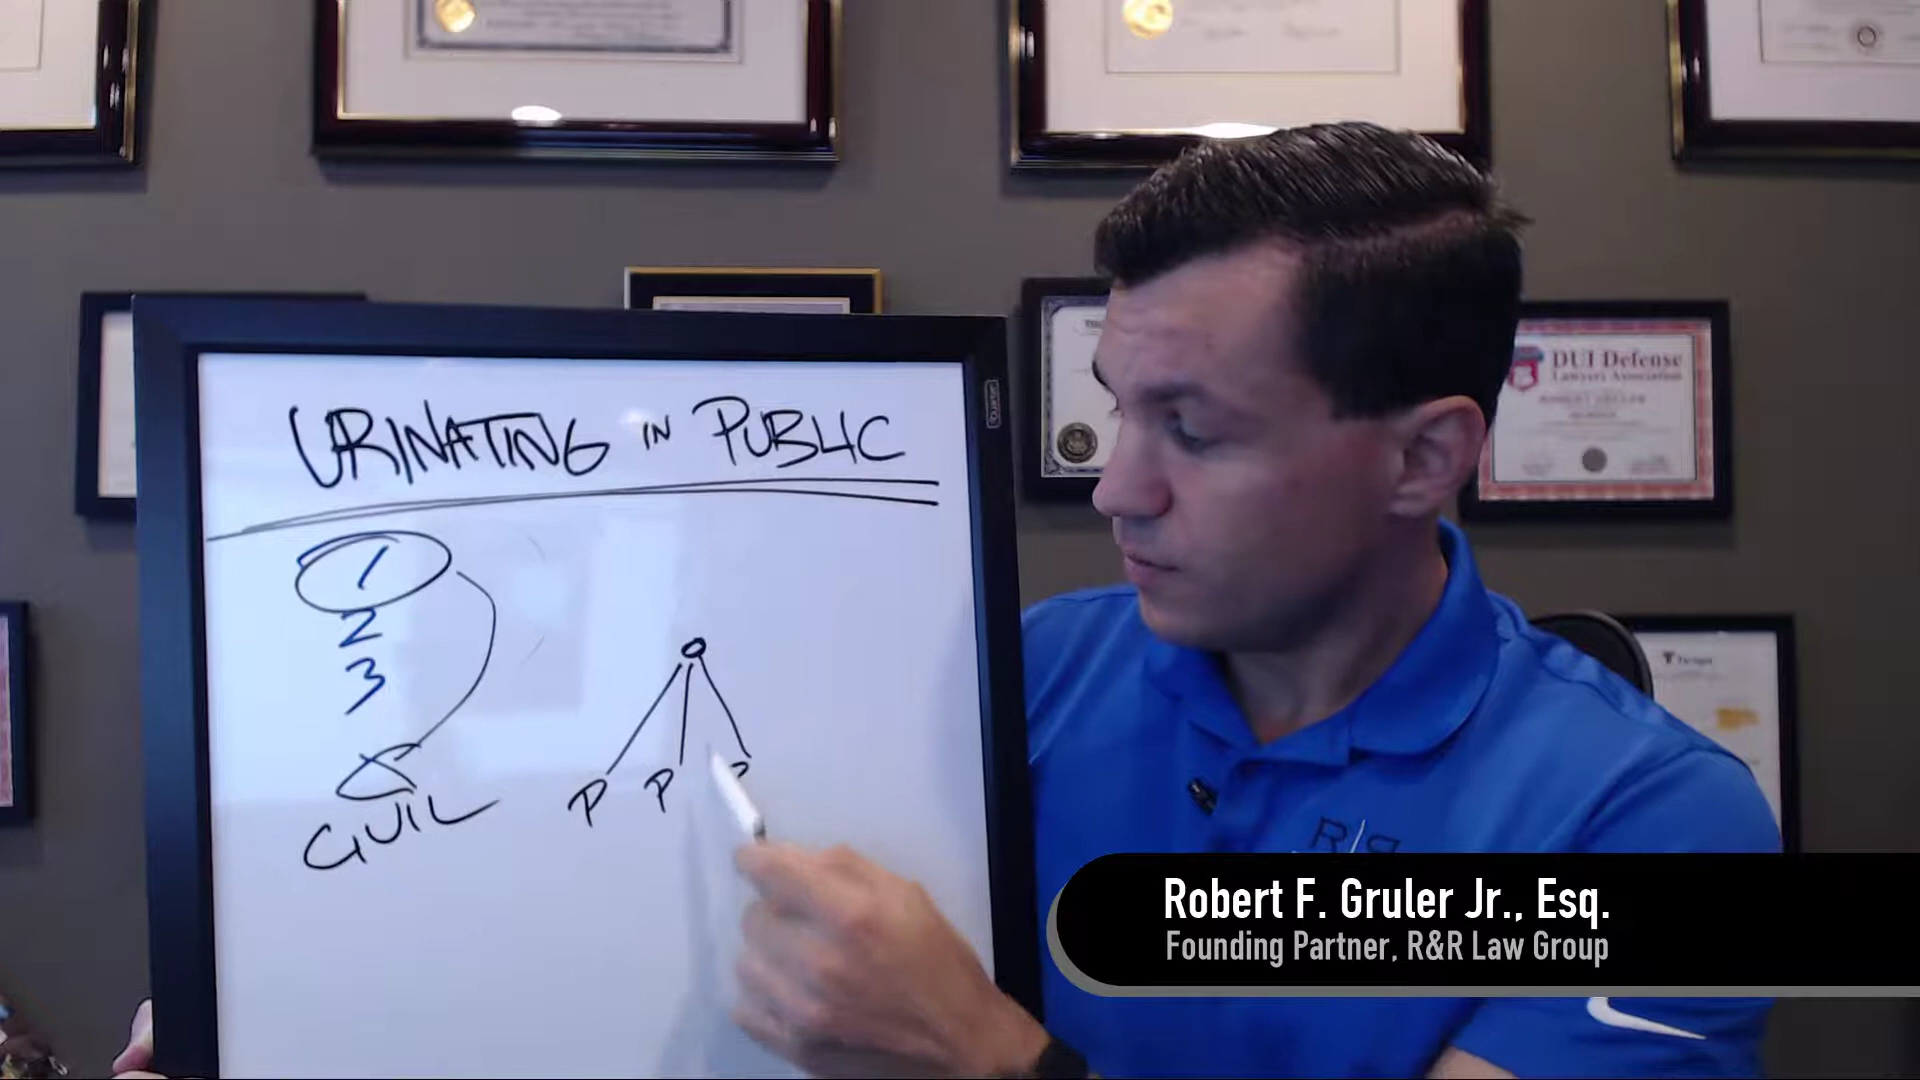 URINATING IN PUBLIC
1
2
3
CIVIL
P P P
DUI Defense
Lawyers Association
R/R
Robert F. Gruler Jr., Esq.
Founding Partner, R&R Law Group